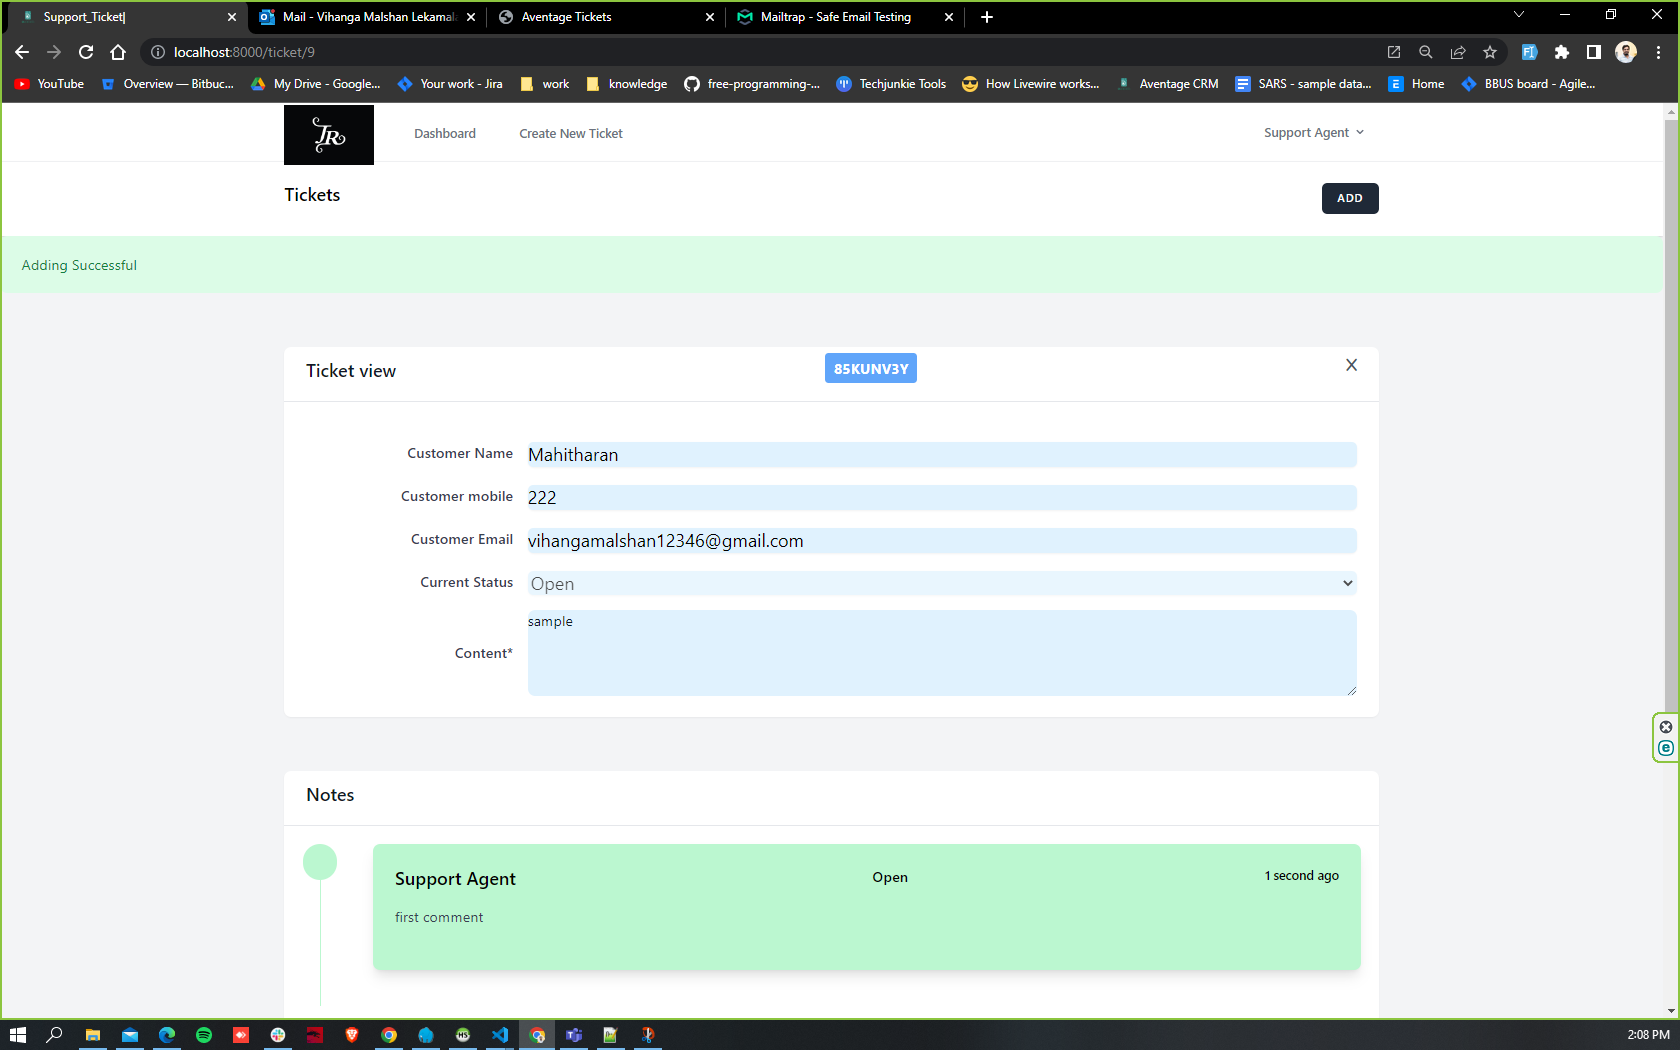 Support_Ticket|
Mail - Vihanga Malshan Lekamal
Aventage Tickets
Mailtrap - Safe Email Testing
localhost:8000/ticket/9
YouTube
Overview — Bitbuc...
My Drive - Google...
Your work - Jira
work
knowledge
free-programming-...
Techjunkie Tools
How Livewire works...
Aventage CRM
SARS - sample data...
Home
BBUS board - Agile...
JR
Dashboard
Create New Ticket
Support Agent
Tickets
ADD
Adding Successful
Ticket view
85KUNV3Y
X
Customer Name
Mahitharan
Customer mobile
222
Customer Email
vihangamalshan12346@gmail.com
Current Status
Open
Content*
sample
Notes
Support Agent
Open
1 second ago
first comment
2:08 PM